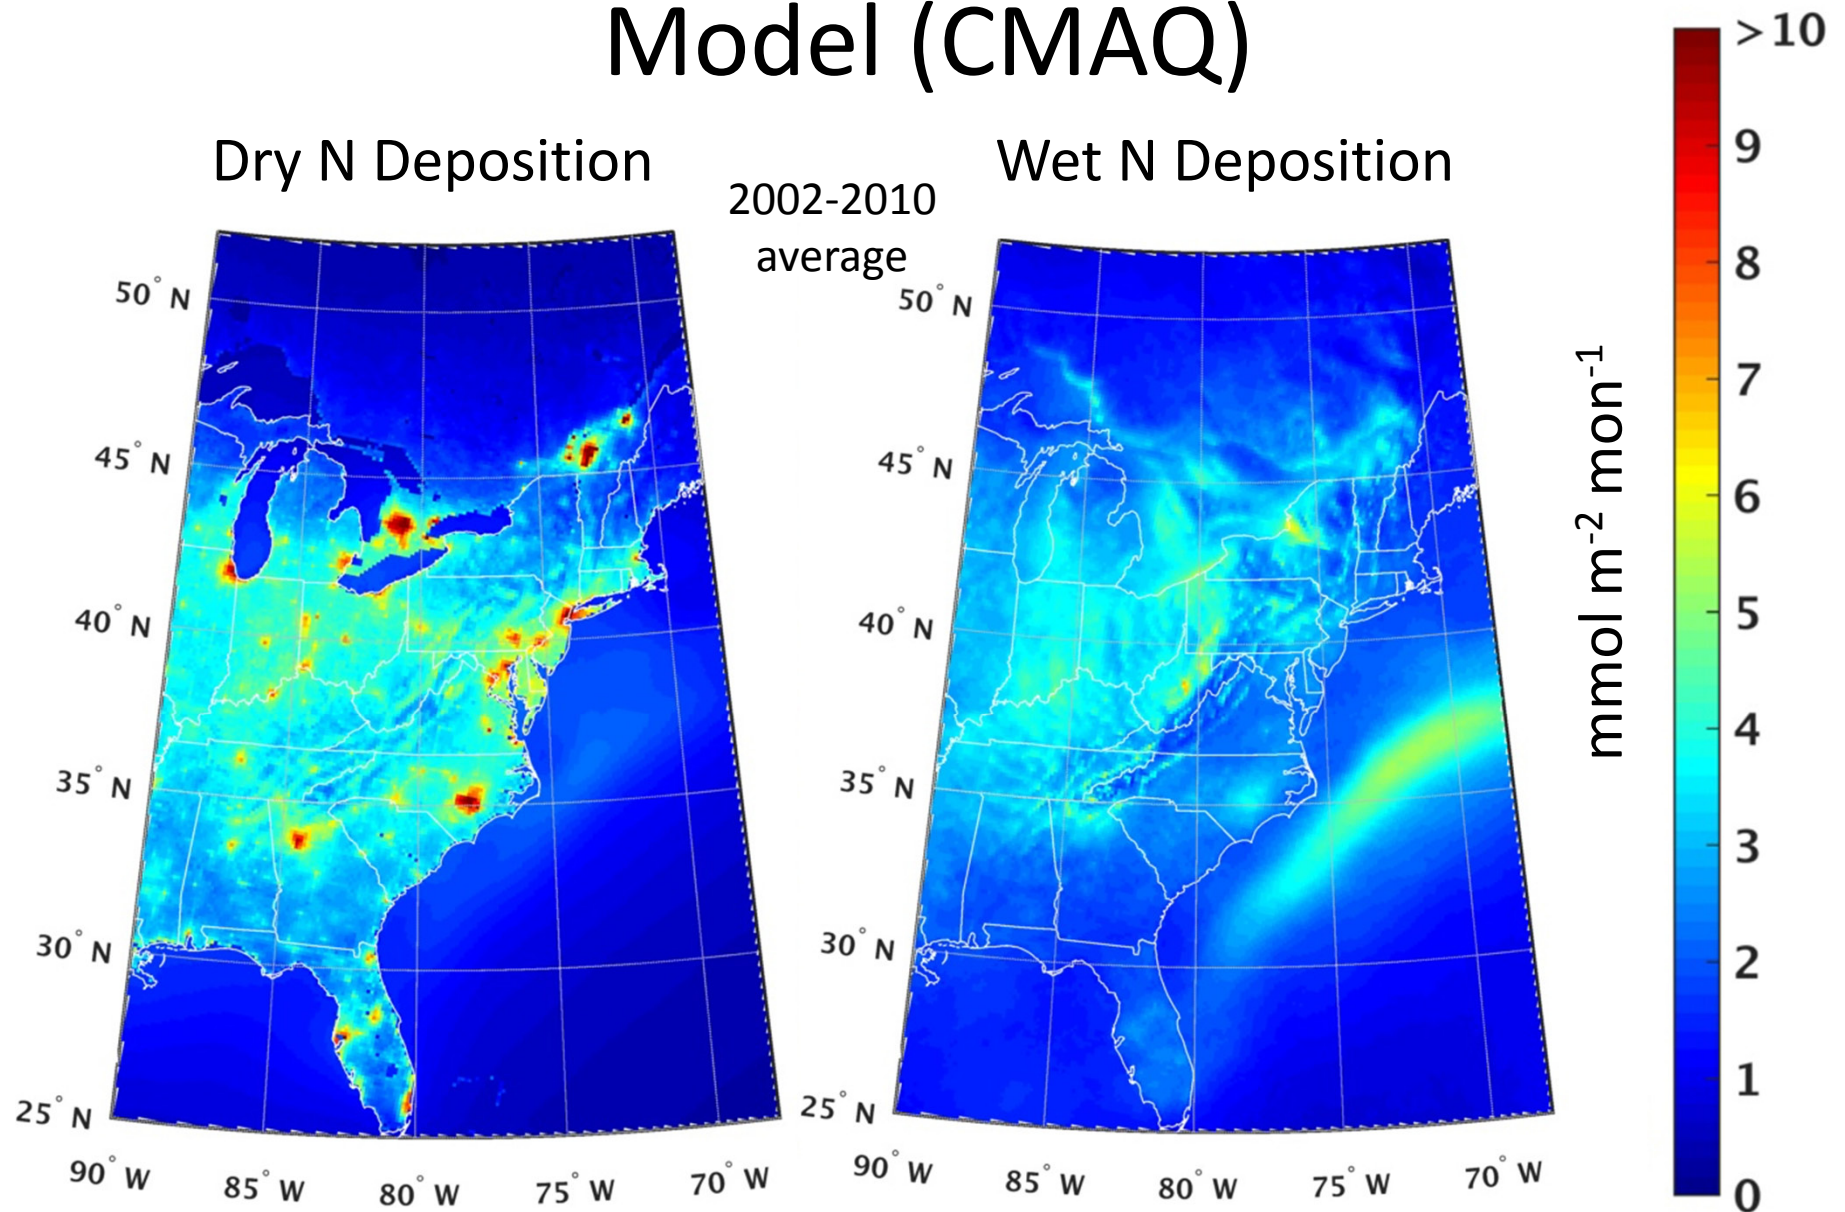 Model (CMAQ)
Dry N Deposition
2002-2010
average
Wet N Deposition
50° N
45° N
40° N
35° N
30° N
25° N
90° W
85° W
80° W
75° W
70° W
50° N
45° N
40° N
35° N
30° N
25° N
90° W
85° W
80° W
75° W
70° W
mmol m⁻² mon⁻¹
>10
9
8
7
6
5
4
3
2
1
0